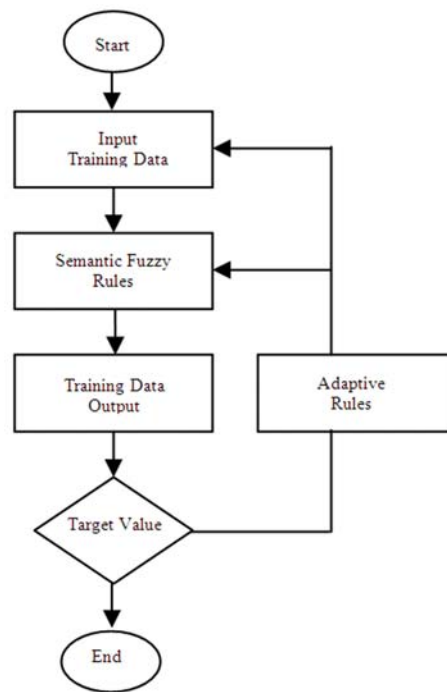 Start
Input
Training Data
Semantic Fuzzy
Rules
Training Data
Output
Adaptive
Rules
Target Value
End